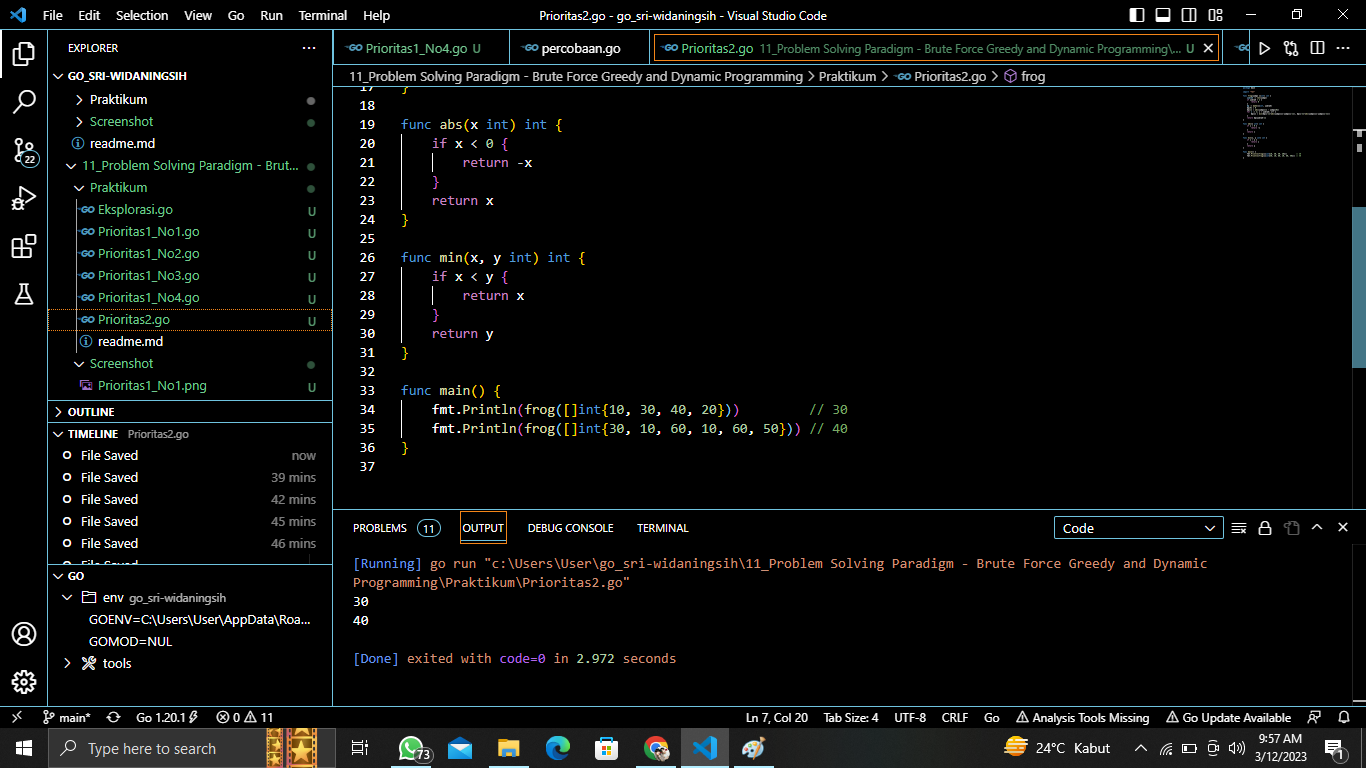 File Edit Selection View Go Run Terminal Help
Prioritas2.go - go_sri-widaningsih - Visual Studio Code
EXPLORER
GO_SRI-WIDANINGSIH
Praktikum
Screenshot
readme.md
11_Problem Solving Paradigm - Brut...
Praktikum
Eksplorasi.go U
Prioritas1_No1.go U
Prioritas1_No2.go U
Prioritas1_No3.go U
Prioritas1_No4.go U
Prioritas2.go U
readme.md
Screenshot
Prioritas1_No1.png U
OUTLINE
TIMELINE Prioritas2.go
File Saved now
File Saved 39 mins
File Saved 42 mins
File Saved 45 mins
File Saved 46 mins
GO
env go_sri-widaningsih
GOENV=C:\Users\User\AppData\Roa...
GOMOD=NUL
tools
22
Prioritas1_No4.go U
percobaan.go
Prioritas2.go 11_Problem Solving Paradigm - Brute Force Greedy and Dynamic Programming\... U
11_Problem Solving Paradigm - Brute Force Greedy and Dynamic Programming > Praktikum > Prioritas2.go > frog
17 }
18
19 func abs(x int) int {
20 if x < 0 {
21 return -x
22 }
23 return x
24 }
25
26 func min(x, y int) int {
27 if x < y {
28 return x
29 }
30 return y
31 }
32
33 func main() {
34 fmt.Println(frog([]int{10, 30, 40, 20})) // 30
35 fmt.Println(frog([]int{30, 10, 60, 10, 60, 50})) // 40
36 }
37
PROBLEMS 11 OUTPUT DEBUG CONSOLE TERMINAL
Code
[Running] go run "c:\Users\User\go_sri-widaningsih\11_Problem Solving Paradigm - Brute Force Greedy and Dynamic
Programming\Praktikum\Prioritas2.go"
30
40
[Done] exited with code=0 in 2.972 seconds
main* Go 1.20.1 0 11
Ln 7, Col 20 Tab Size: 4 UTF-8 CRLF Go Analysis Tools Missing Go Update Available
Type here to search
73
24°C Kabut
9:57 AM
3/12/2023
1